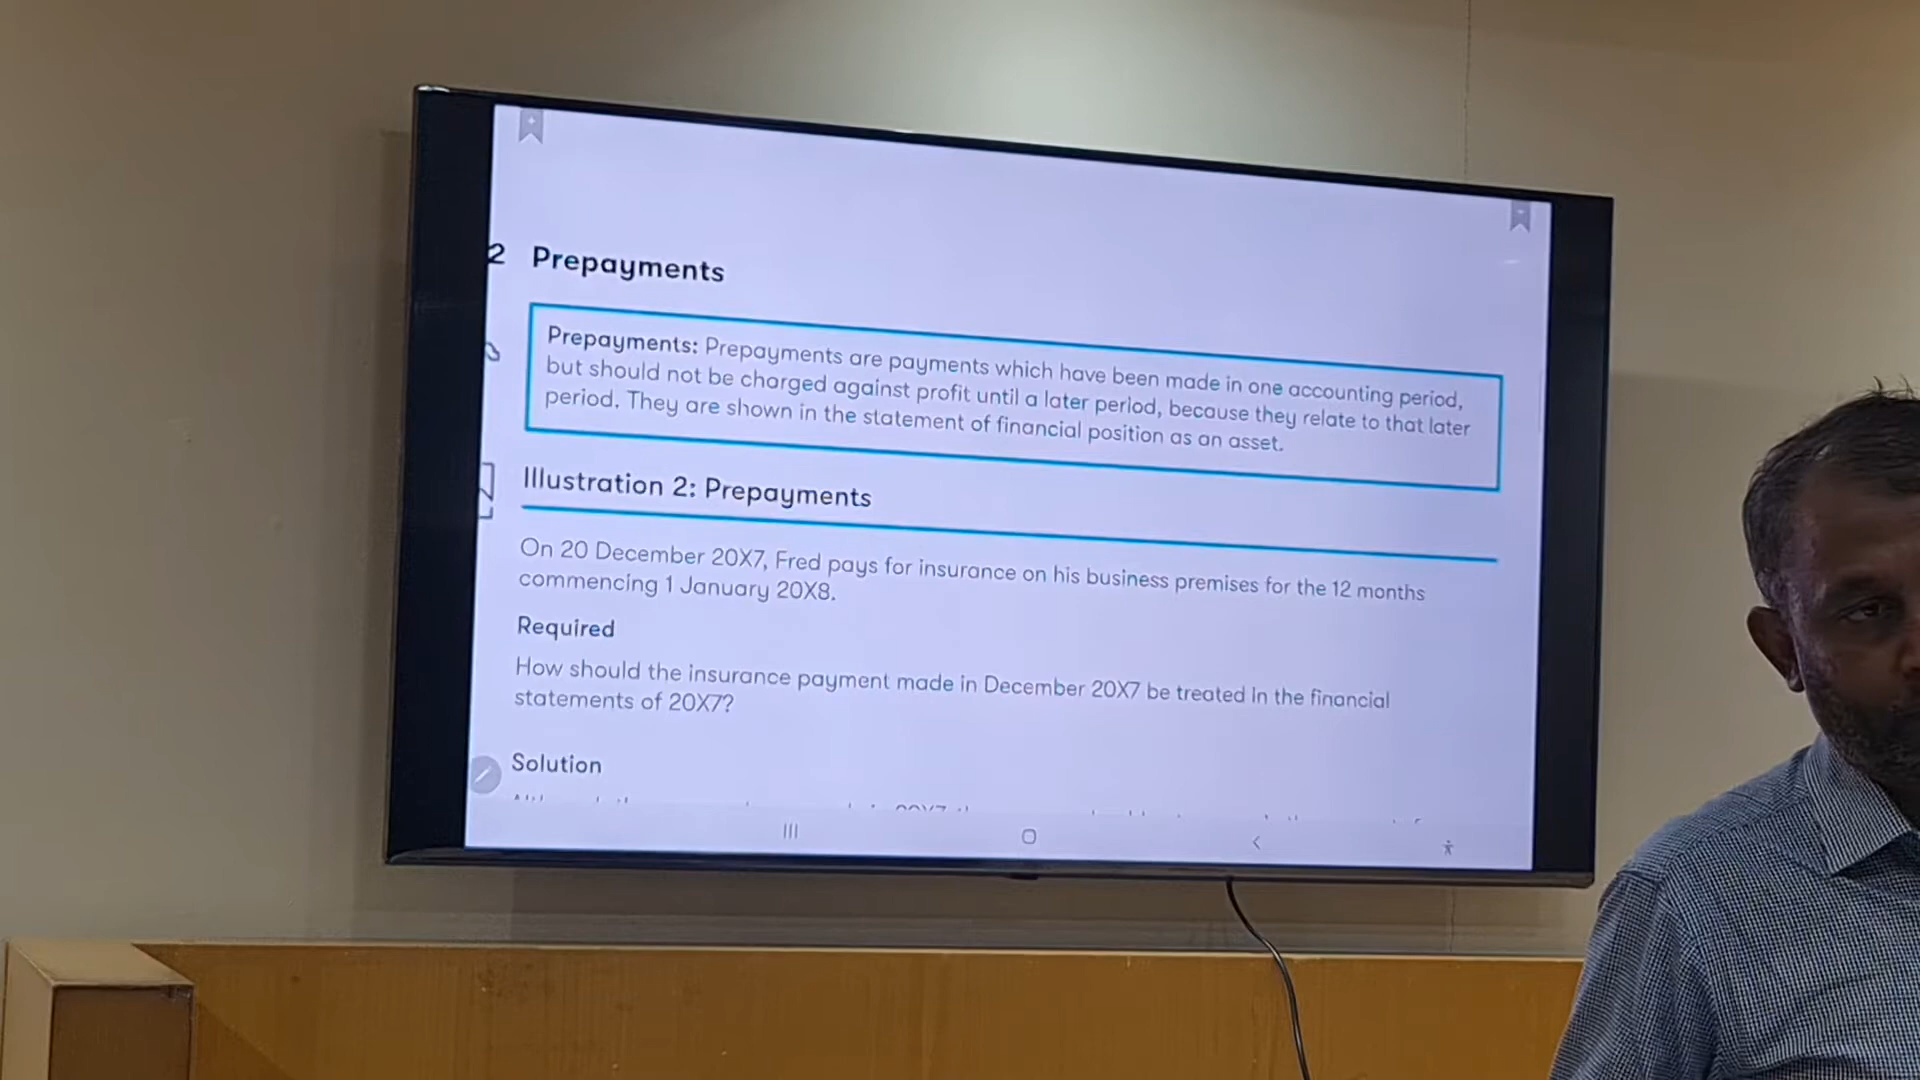 2 Prepayments
Prepayments: Prepayments are payments which have been made in one accounting period,
but should not be charged against profit until a later period, because they relate to that later
period. They are shown in the statement of financial position as an asset.
Illustration 2: Prepayments
On 20 December 20X7, Fred pays for insurance on his business premises for the 12 months
commencing 1 January 20X8.
Required
How should the insurance payment made in December 20X7 be treated in the financial
statements of 20X7?
Solution